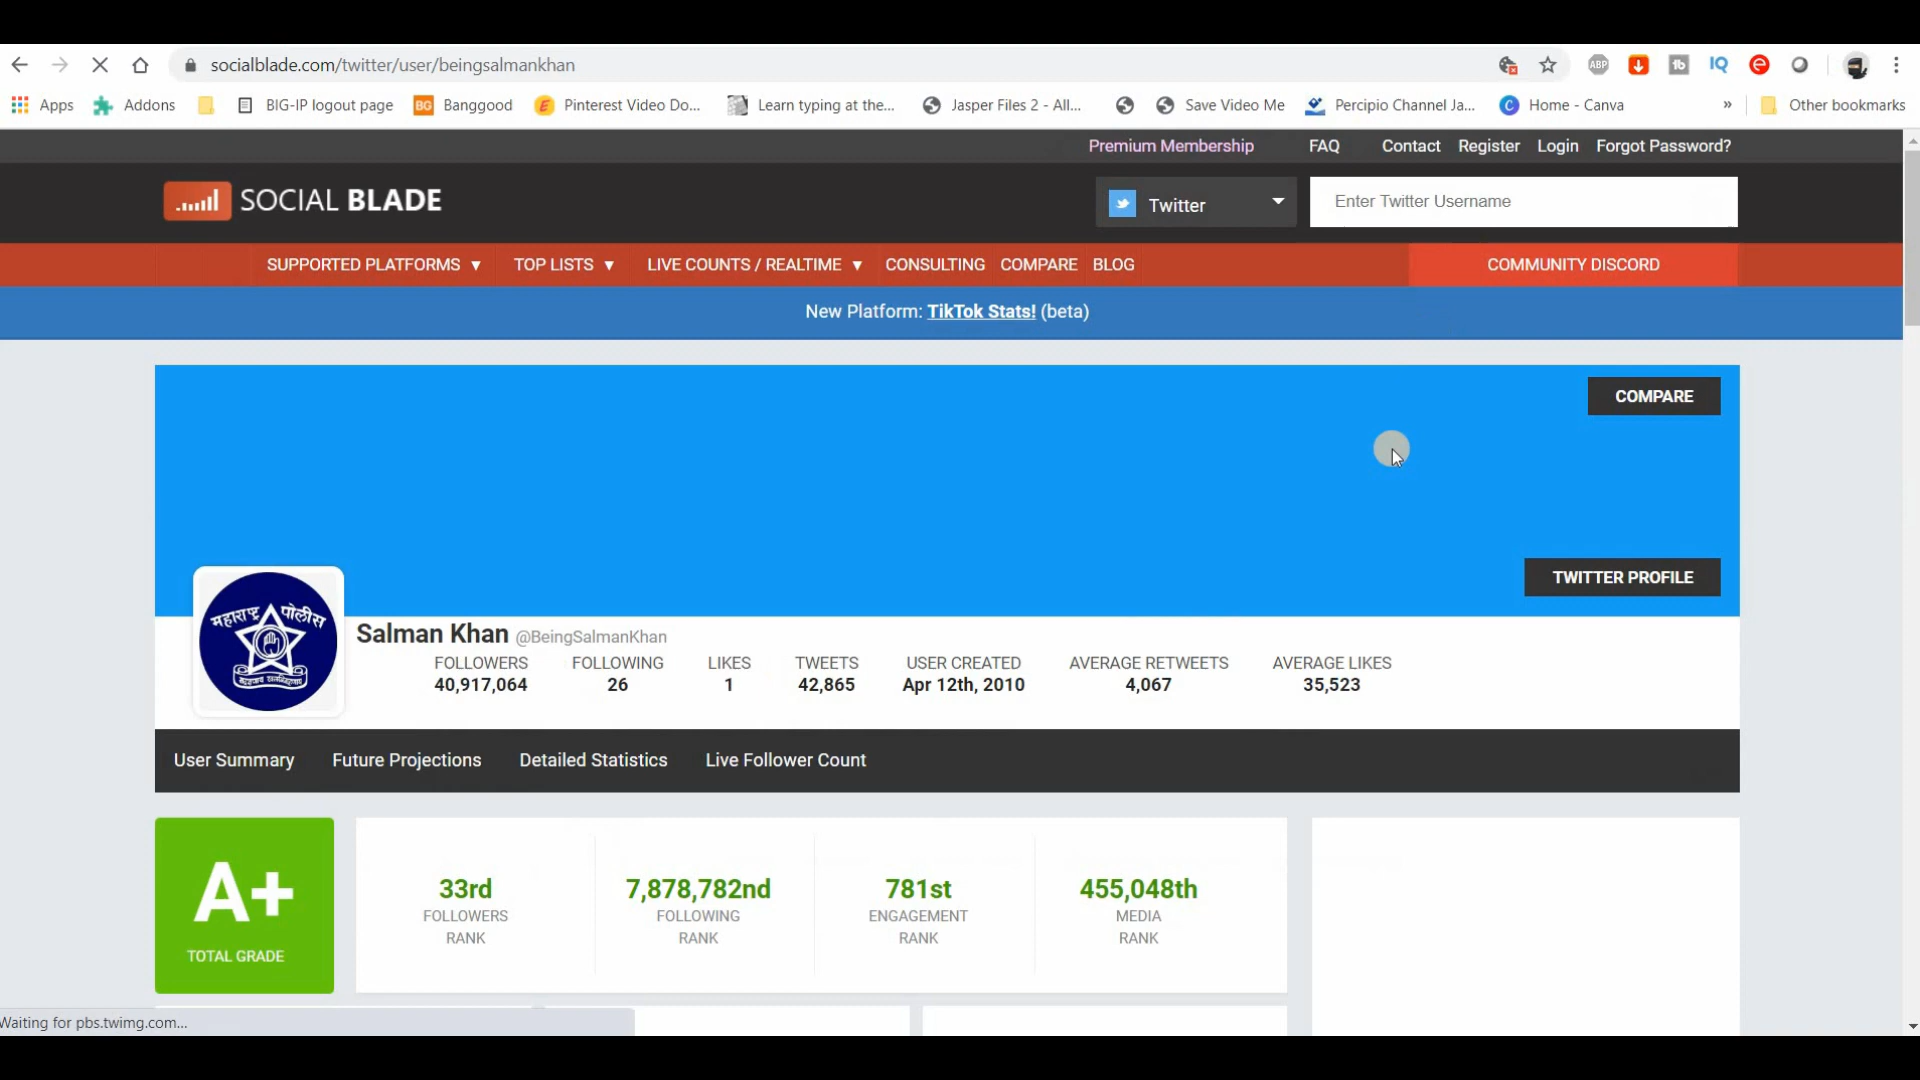 socialblade.com/twitter/user/beingsalmankhan
ABP
tb
IQ
e
Apps
Addons
BIG-IP logout page
BG Banggood
Pinterest Video Do...
Learn typing at the...
Jasper Files 2 - All...
Save Video Me
Percipio Channel Ja...
Home - Canva
»
Other bookmarks
Premium Membership FAQ Contact Register Login Forgot Password?
SOCIAL BLADE
Twitter
Enter Twitter Username
SUPPORTED PLATFORMS ▼ TOP LISTS ▼ LIVE COUNTS / REALTIME ▼ CONSULTING COMPARE BLOG COMMUNITY DISCORD
New Platform: TikTok Stats! (beta)
COMPARE
TWITTER PROFILE
महाराष्ट्र पोलीस
Salman Khan @BeingSalmanKhan
FOLLOWERS FOLLOWING LIKES TWEETS USER CREATED AVERAGE RETWEETS AVERAGE LIKES
40,917,064 26 1 42,865 Apr 12th, 2010 4,067 35,523
User Summary Future Projections Detailed Statistics Live Follower Count
A+
TOTAL GRADE
33rd 7,878,782nd 781st 455,048th
FOLLOWERS FOLLOWING ENGAGEMENT MEDIA
RANK RANK RANK RANK
Waiting for pbs.twimg.com...